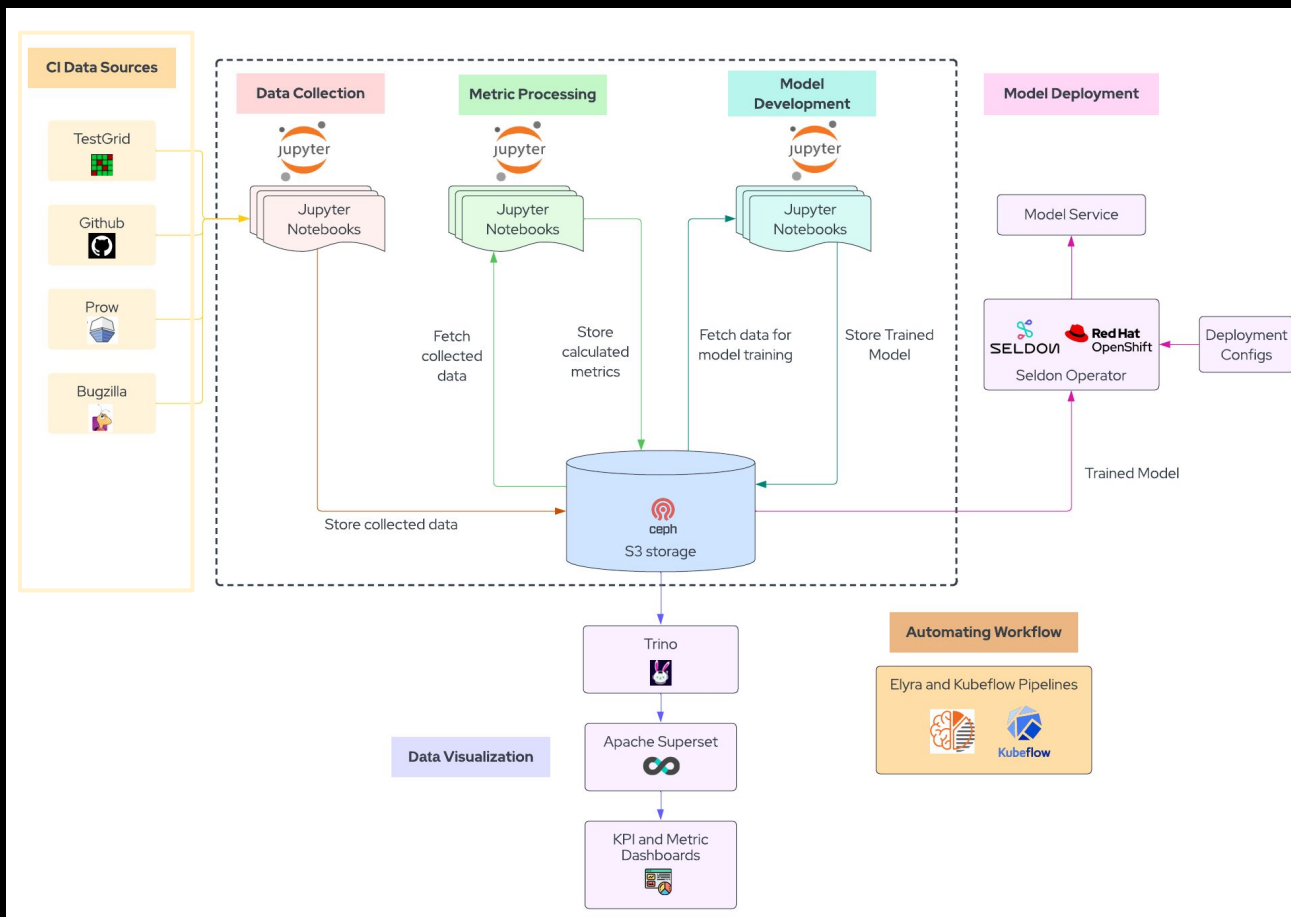 CI Data Sources
TestGrid
Github
Prow
Bugzilla
Data Collection
jupyter
Jupyter
Notebooks
Metric Processing
jupyter
Jupyter
Notebooks
Model
Development
jupyter
Jupyter
Notebooks
Fetch
collected
data
Store
calculated
metrics
Fetch data for
model training
Store Trained
Model
Store collected data
ceph
S3 storage
Model Deployment
Model Service
SELDON
Red Hat
OpenShift
Seldon Operator
Deployment
Configs
Trained Model
Trino
Data Visualization
Apache Superset
KPI and Metric
Dashboards
Automating Workflow
Elyra and Kubeflow Pipelines
Kubeflow